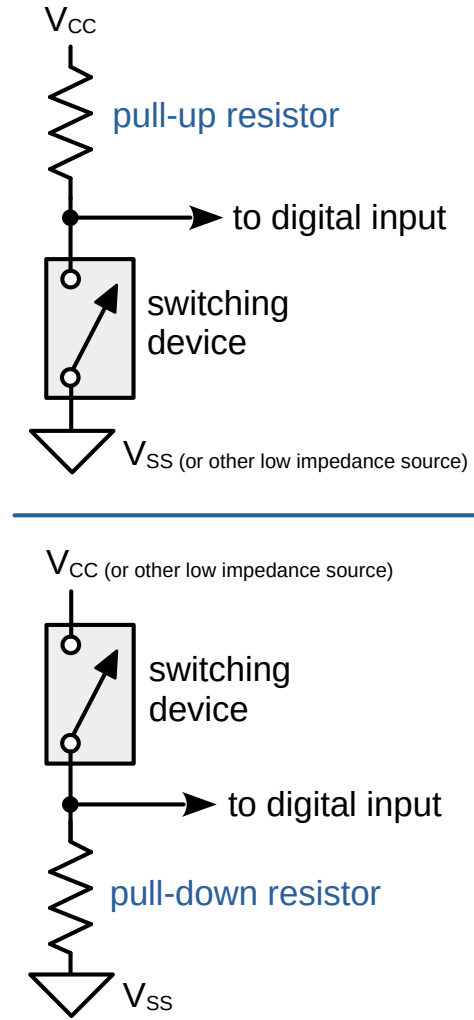 VCC
pull-up resistor
to digital input
switching
device
VSS (or other low impedance source)
VCC (or other low impedance source)
switching
device
to digital input
pull-down resistor
VSS